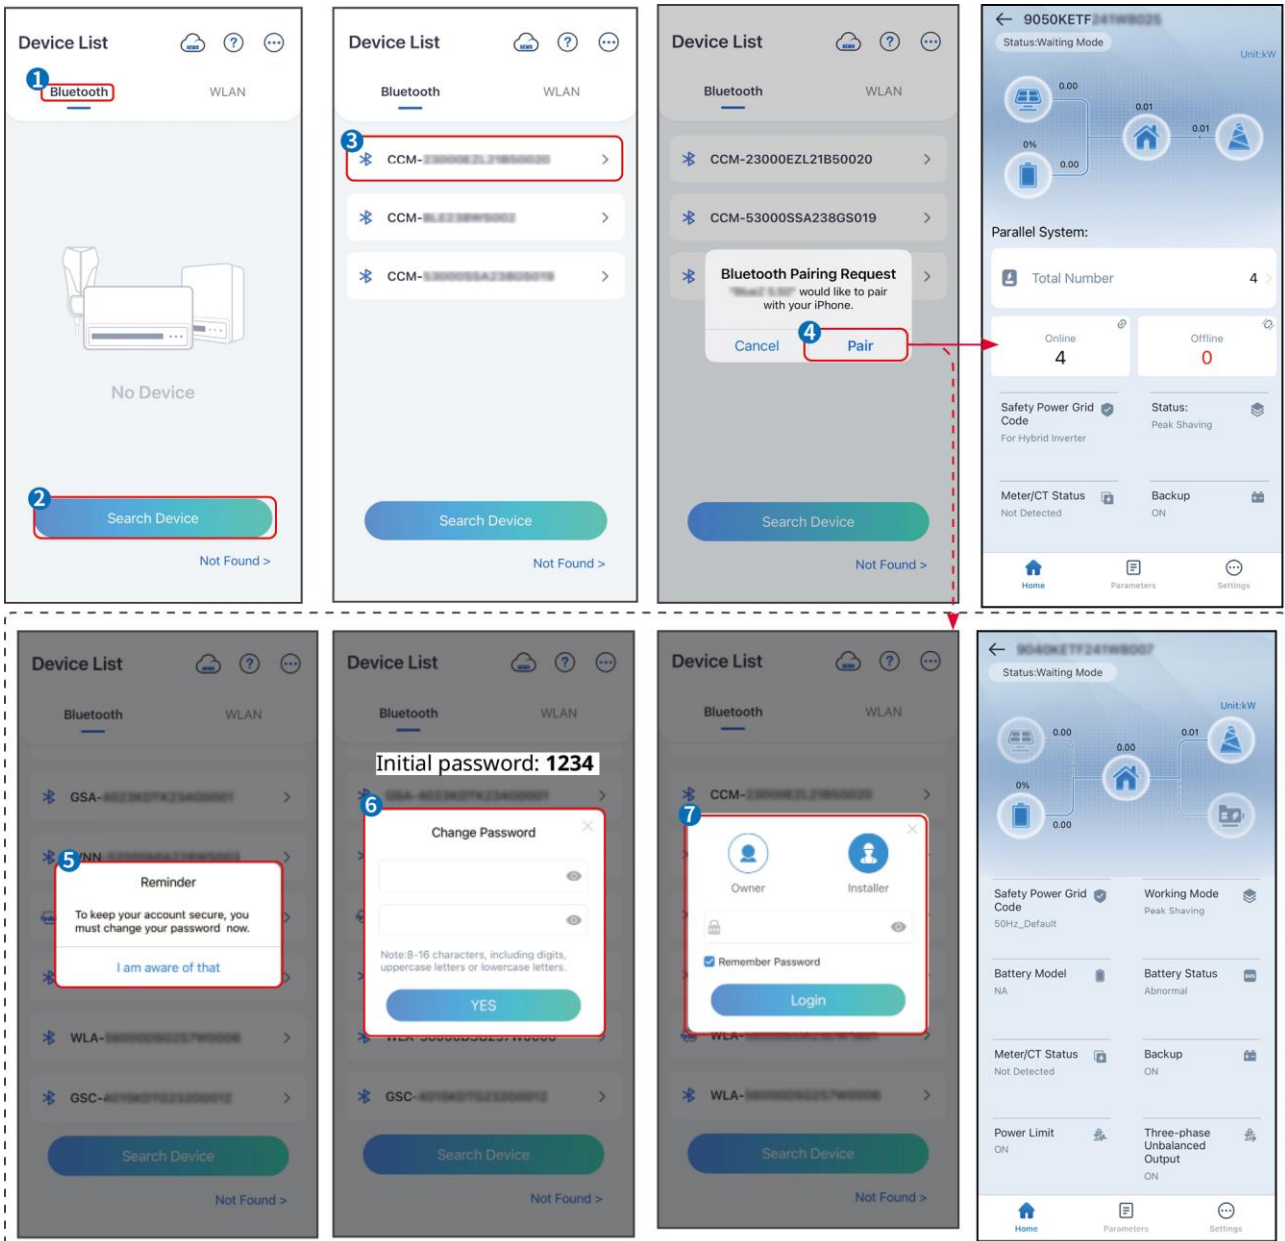 Device List
SEMS
?
1
Bluetooth
WLAN
No Device
2
Search Device
Not Found >
Device List
SEMS
?
Bluetooth
WLAN
3
CCM-
CCM-
CCM-
Search Device
Not Found >
Device List
?
Bluetooth
WLAN
CCM-23000EZL21B50020
CCM-53000SSA238GS019
Bluetooth Pairing Request
would like to pair
with your iPhone.
4
Cancel
Pair
Search Device
Not Found >
9050KETF
Status:Waiting Mode
Unit:kW
0.00
0.01
0.01
0%
0.00
Parallel System:
Total Number
4
Online
4
Offline
0
Safety Power Grid
Code
For Hybrid Inverter
Status:
Peak Shaving
Meter/CT Status
Not Detected
Backup
ON
Home
Parameters
Settings
Device List
?
Bluetooth
WLAN
GSA-
5
Reminder
To keep your account secure, you
must change your password now.
I am aware of that
WLA-
GSC-
Search Device
Not Found >
Device List
?
Bluetooth
WLAN
Initial password: 1234
6
Change Password
Note:8-16 characters, including digits,
uppercase letters or lowercase letters.
YES
GSC-
Search Device
Not Found >
Device List
?
Bluetooth
WLAN
CCM-
7
Owner
Installer
Remember Password
Login
WLA-
Search Device
Not Found >
Status:Waiting Mode
Unit:kW
0.00
0.00
0.01
0%
0.00
Safety Power Grid
Code
50Hz_Default
Working Mode
Peak Shaving
Battery Model
NA
Battery Status
Abnormal
Meter/CT Status
Not Detected
Backup
ON
Power Limit
ON
Three-phase
Unbalanced
Output
ON
Home
Parameters
Settings